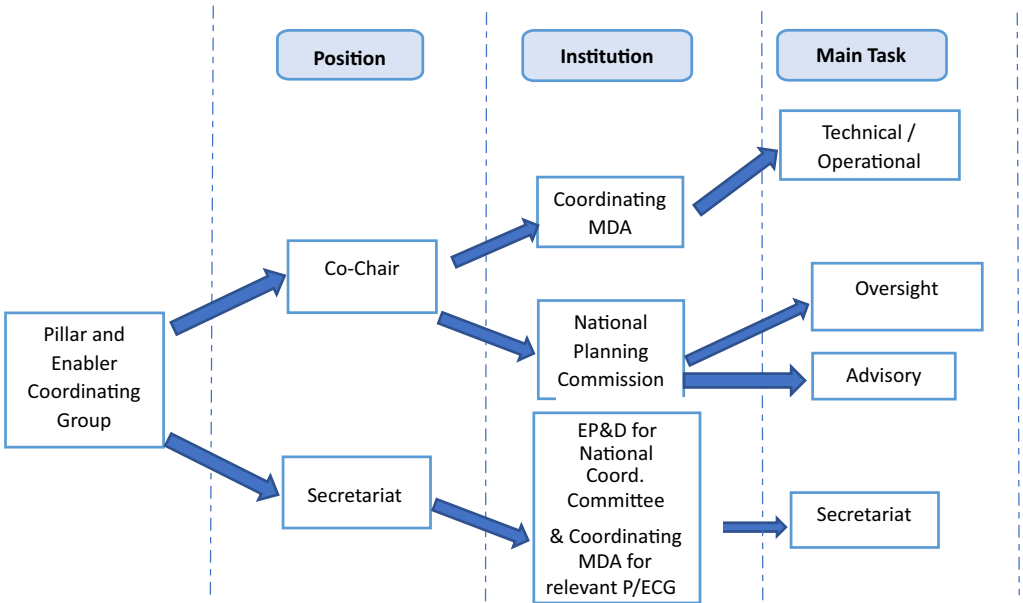 Position
Institution
Main Task
Technical /
Operational
Coordinating
MDA
Co-Chair
Oversight
Pillar and
Enabler
Coordinating
Group
National
Planning
Commission
Advisory
EP&D for
National
Coord.
Committee
& Coordinating
MDA for
relevant P/ECG
Secretariat
Secretariat